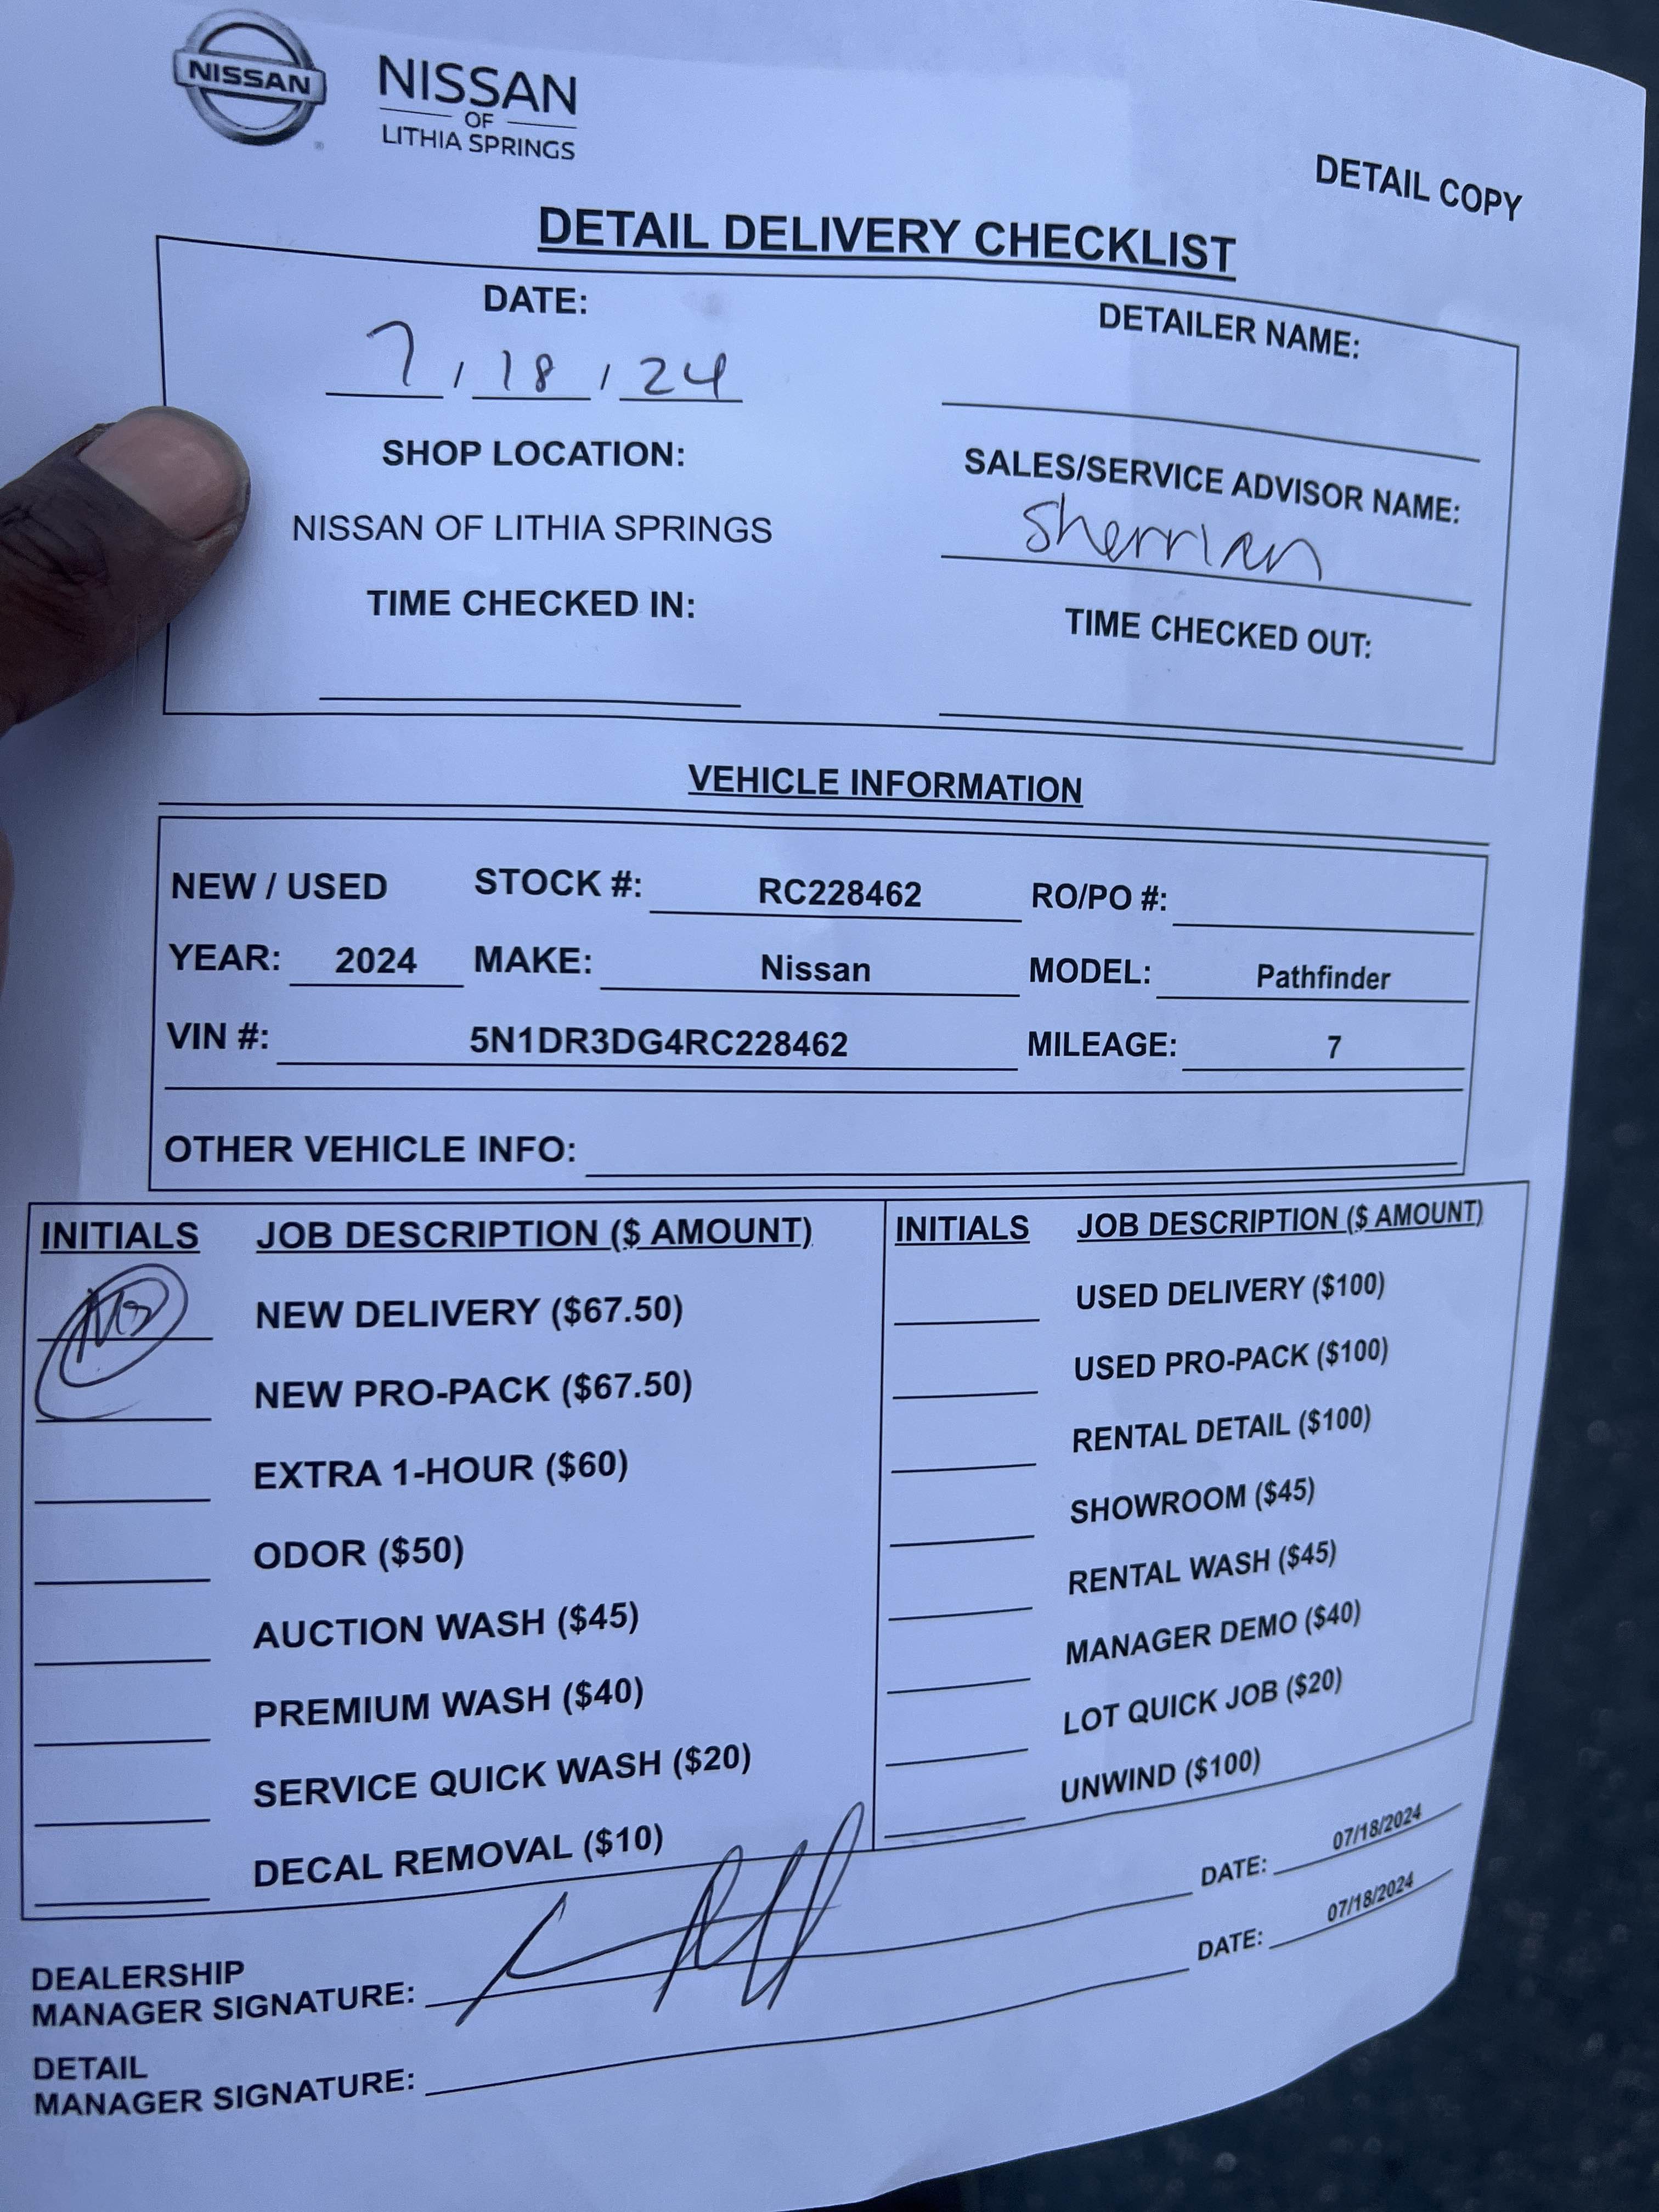 NISSAN
NISSAN
OF
LITHIA SPRINGS
DETAIL COPY
DETAIL DELIVERY CHECKLIST
DATE:
7 / 18 / 24
DETAILER NAME:
SHOP LOCATION:
NISSAN OF LITHIA SPRINGS
SALES/SERVICE ADVISOR NAME:
Sherrian
TIME CHECKED IN:
TIME CHECKED OUT:
VEHICLE INFORMATION
NEW / USED STOCK #: RC228462 RO/PO #:
YEAR: 2024 MAKE: Nissan MODEL: Pathfinder
VIN #: 5N1DR3DG4RC228462 MILEAGE: 7
OTHER VEHICLE INFO:
INITIALS JOB DESCRIPTION ($ AMOUNT)
NEW DELIVERY ($67.50)
NEW PRO-PACK ($67.50)
EXTRA 1-HOUR ($60)
ODOR ($50)
AUCTION WASH ($45)
PREMIUM WASH ($40)
SERVICE QUICK WASH ($20)
DECAL REMOVAL ($10)
INITIALS JOB DESCRIPTION ($ AMOUNT)
USED DELIVERY ($100)
USED PRO-PACK ($100)
RENTAL DETAIL ($100)
SHOWROOM ($45)
RENTAL WASH ($45)
MANAGER DEMO ($40)
LOT QUICK JOB ($20)
UNWIND ($100)
DEALERSHIP
MANAGER SIGNATURE: DATE: 07/18/2024
DETAIL
MANAGER SIGNATURE: DATE: 07/18/2024